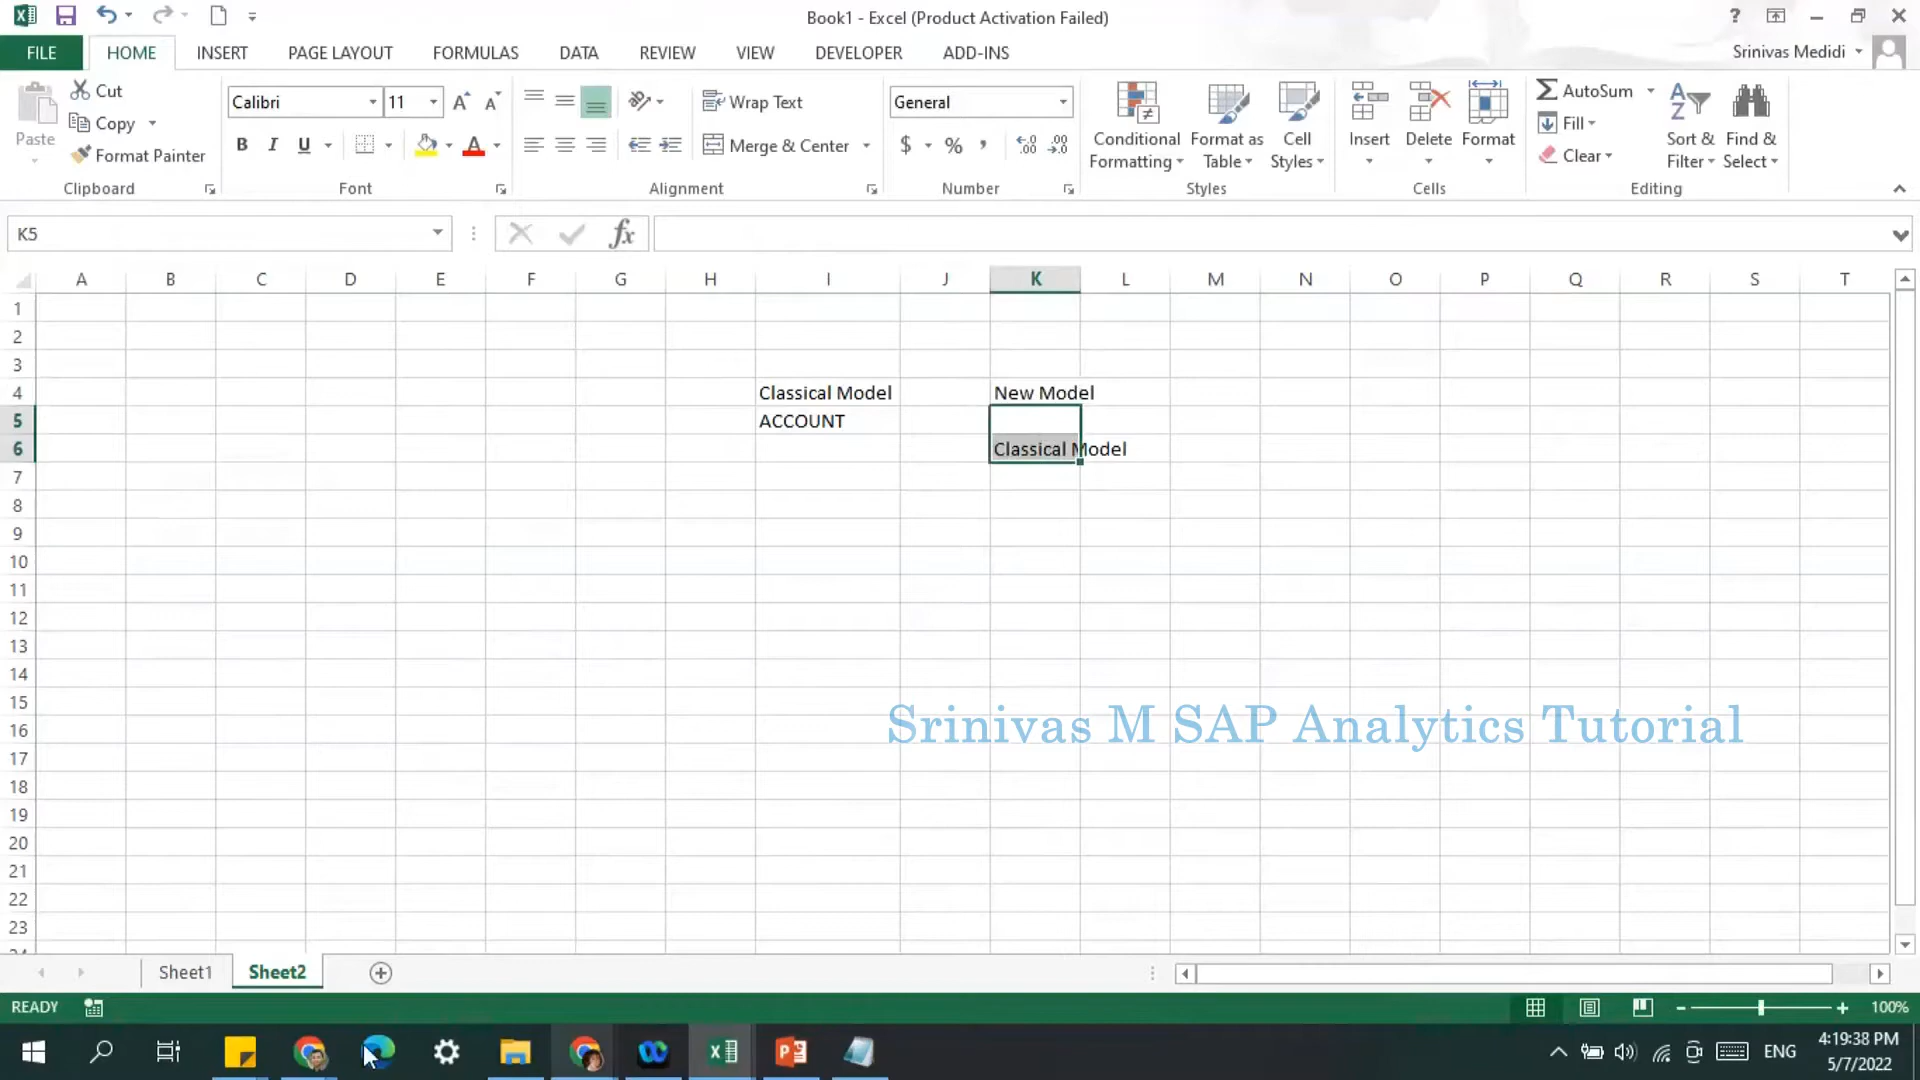 Book1 - Excel (Product Activation Failed)
FILE HOME INSERT PAGE LAYOUT FORMULAS DATA REVIEW VIEW DEVELOPER ADD-INS Srinivas Medidi
Paste
Cut
Copy
Format Painter
Clipboard
Calibri 11
B I U A
Font
Wrap Text
Merge & Center
Alignment
General
$ % ,
Number
Conditional Formatting
Format as Table
Cell Styles
Styles
Insert Delete Format
Cells
AutoSum
Fill
Clear
Sort & Filter
Find & Select
Editing
K5
fx
A B C D E F G H I J K L M N O P Q R S T
1
2
3
4 Classical Model New Model
5 ACCOUNT
6 Classical Model
7
8
9
10
11
12
13
14
15
Srinivas M SAP Analytics Tutorial
16
17
18
19
20
21
22
23
Sheet1 Sheet2
READY 100%
ENG 4:19:38 PM
5/7/2022